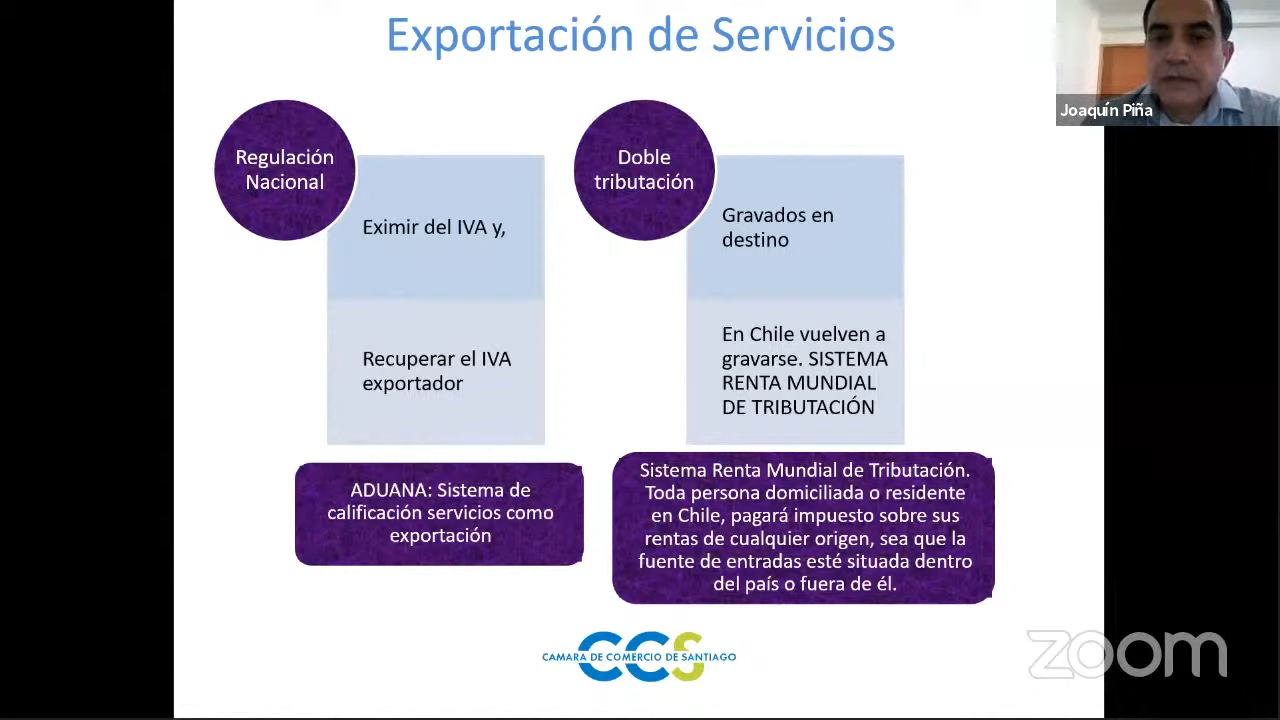 Exportación de Servicios
Joaquín Piña
Regulación
Nacional
Eximir del IVA y,
Recuperar el IVA
exportador
ADUANA: Sistema de
calificación servicios como
exportación
Doble
tributación
Gravados en
destino
En Chile vuelven a
gravarse. SISTEMA
RENTA MUNDIAL
DE TRIBUTACIÓN
Sistema Renta Mundial de Tributación.
Toda persona domiciliada o residente
en Chile, pagará impuesto sobre sus
rentas de cualquier origen, sea que la
fuente de entradas esté situada dentro
del país o fuera de él.
CCS
CAMARA DE COMERCIO DE SANTIAGO
zoom